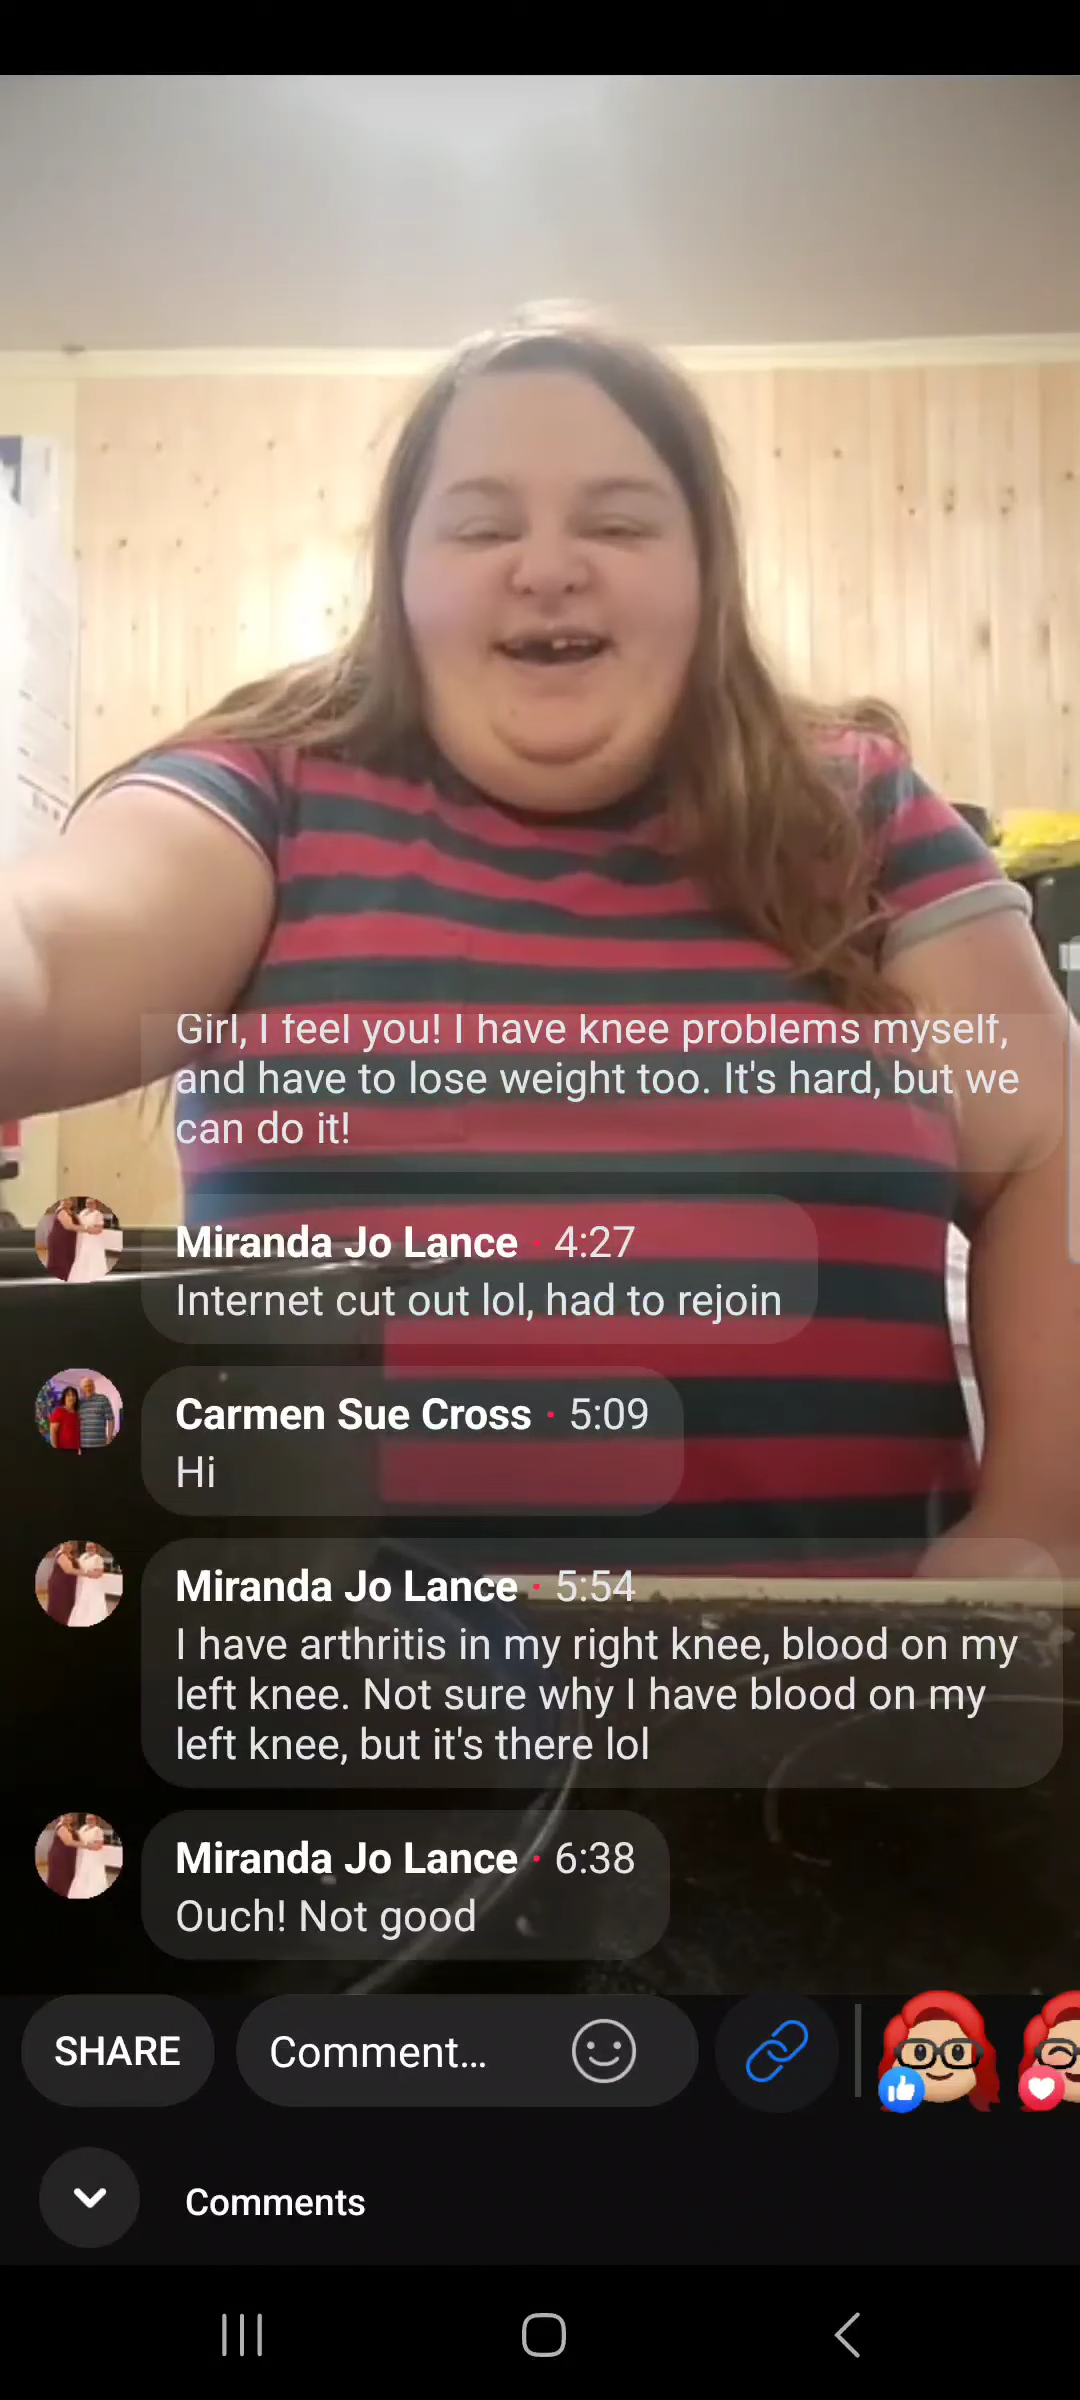 Girl, I feel you! I have knee problems myself,
and have to lose weight too. It's hard, but we
can do it!
Miranda Jo Lance · 4:27
Internet cut out lol, had to rejoin
Carmen Sue Cross · 5:09
Hi
Miranda Jo Lance · 5:54
I have arthritis in my right knee, blood on my
left knee. Not sure why I have blood on my
left knee, but it's there lol
Miranda Jo Lance · 6:38
Ouch! Not good
SHARE
Comment...
Comments